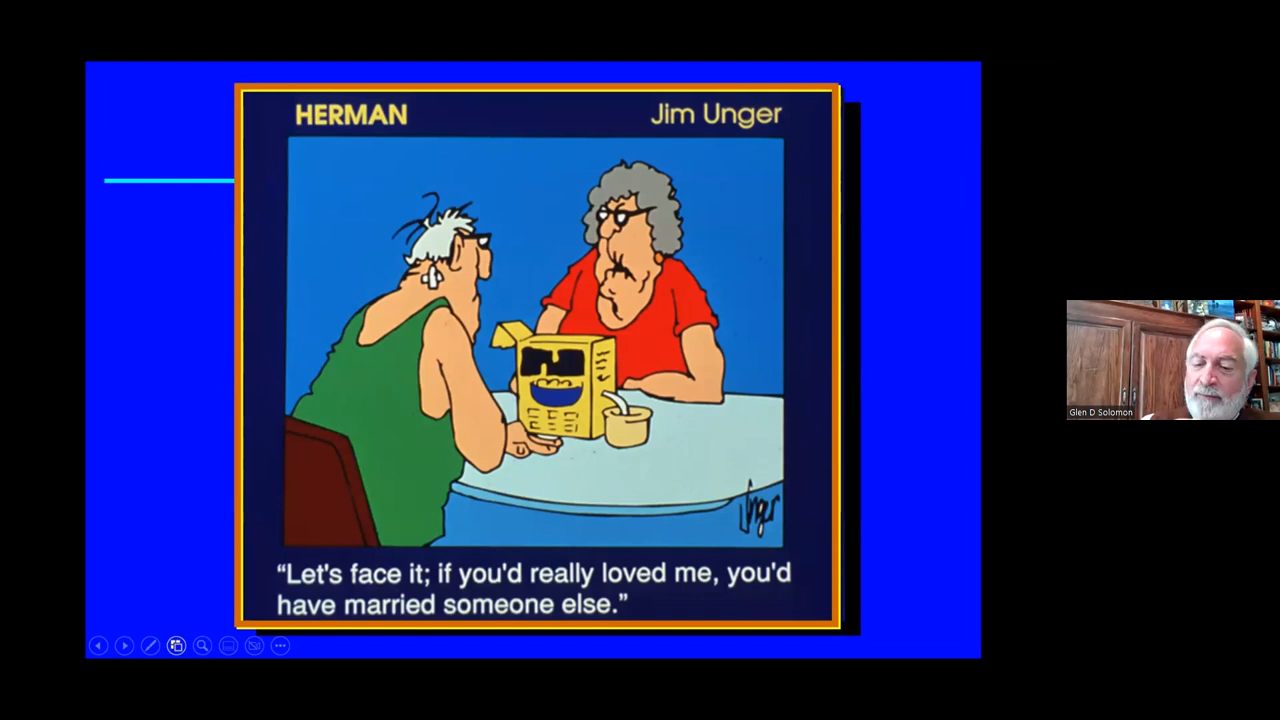 HERMAN
Jim Unger
“Let's face it; if you'd really loved me, you'd
have married someone else.”
Unger
Glen D Solomon